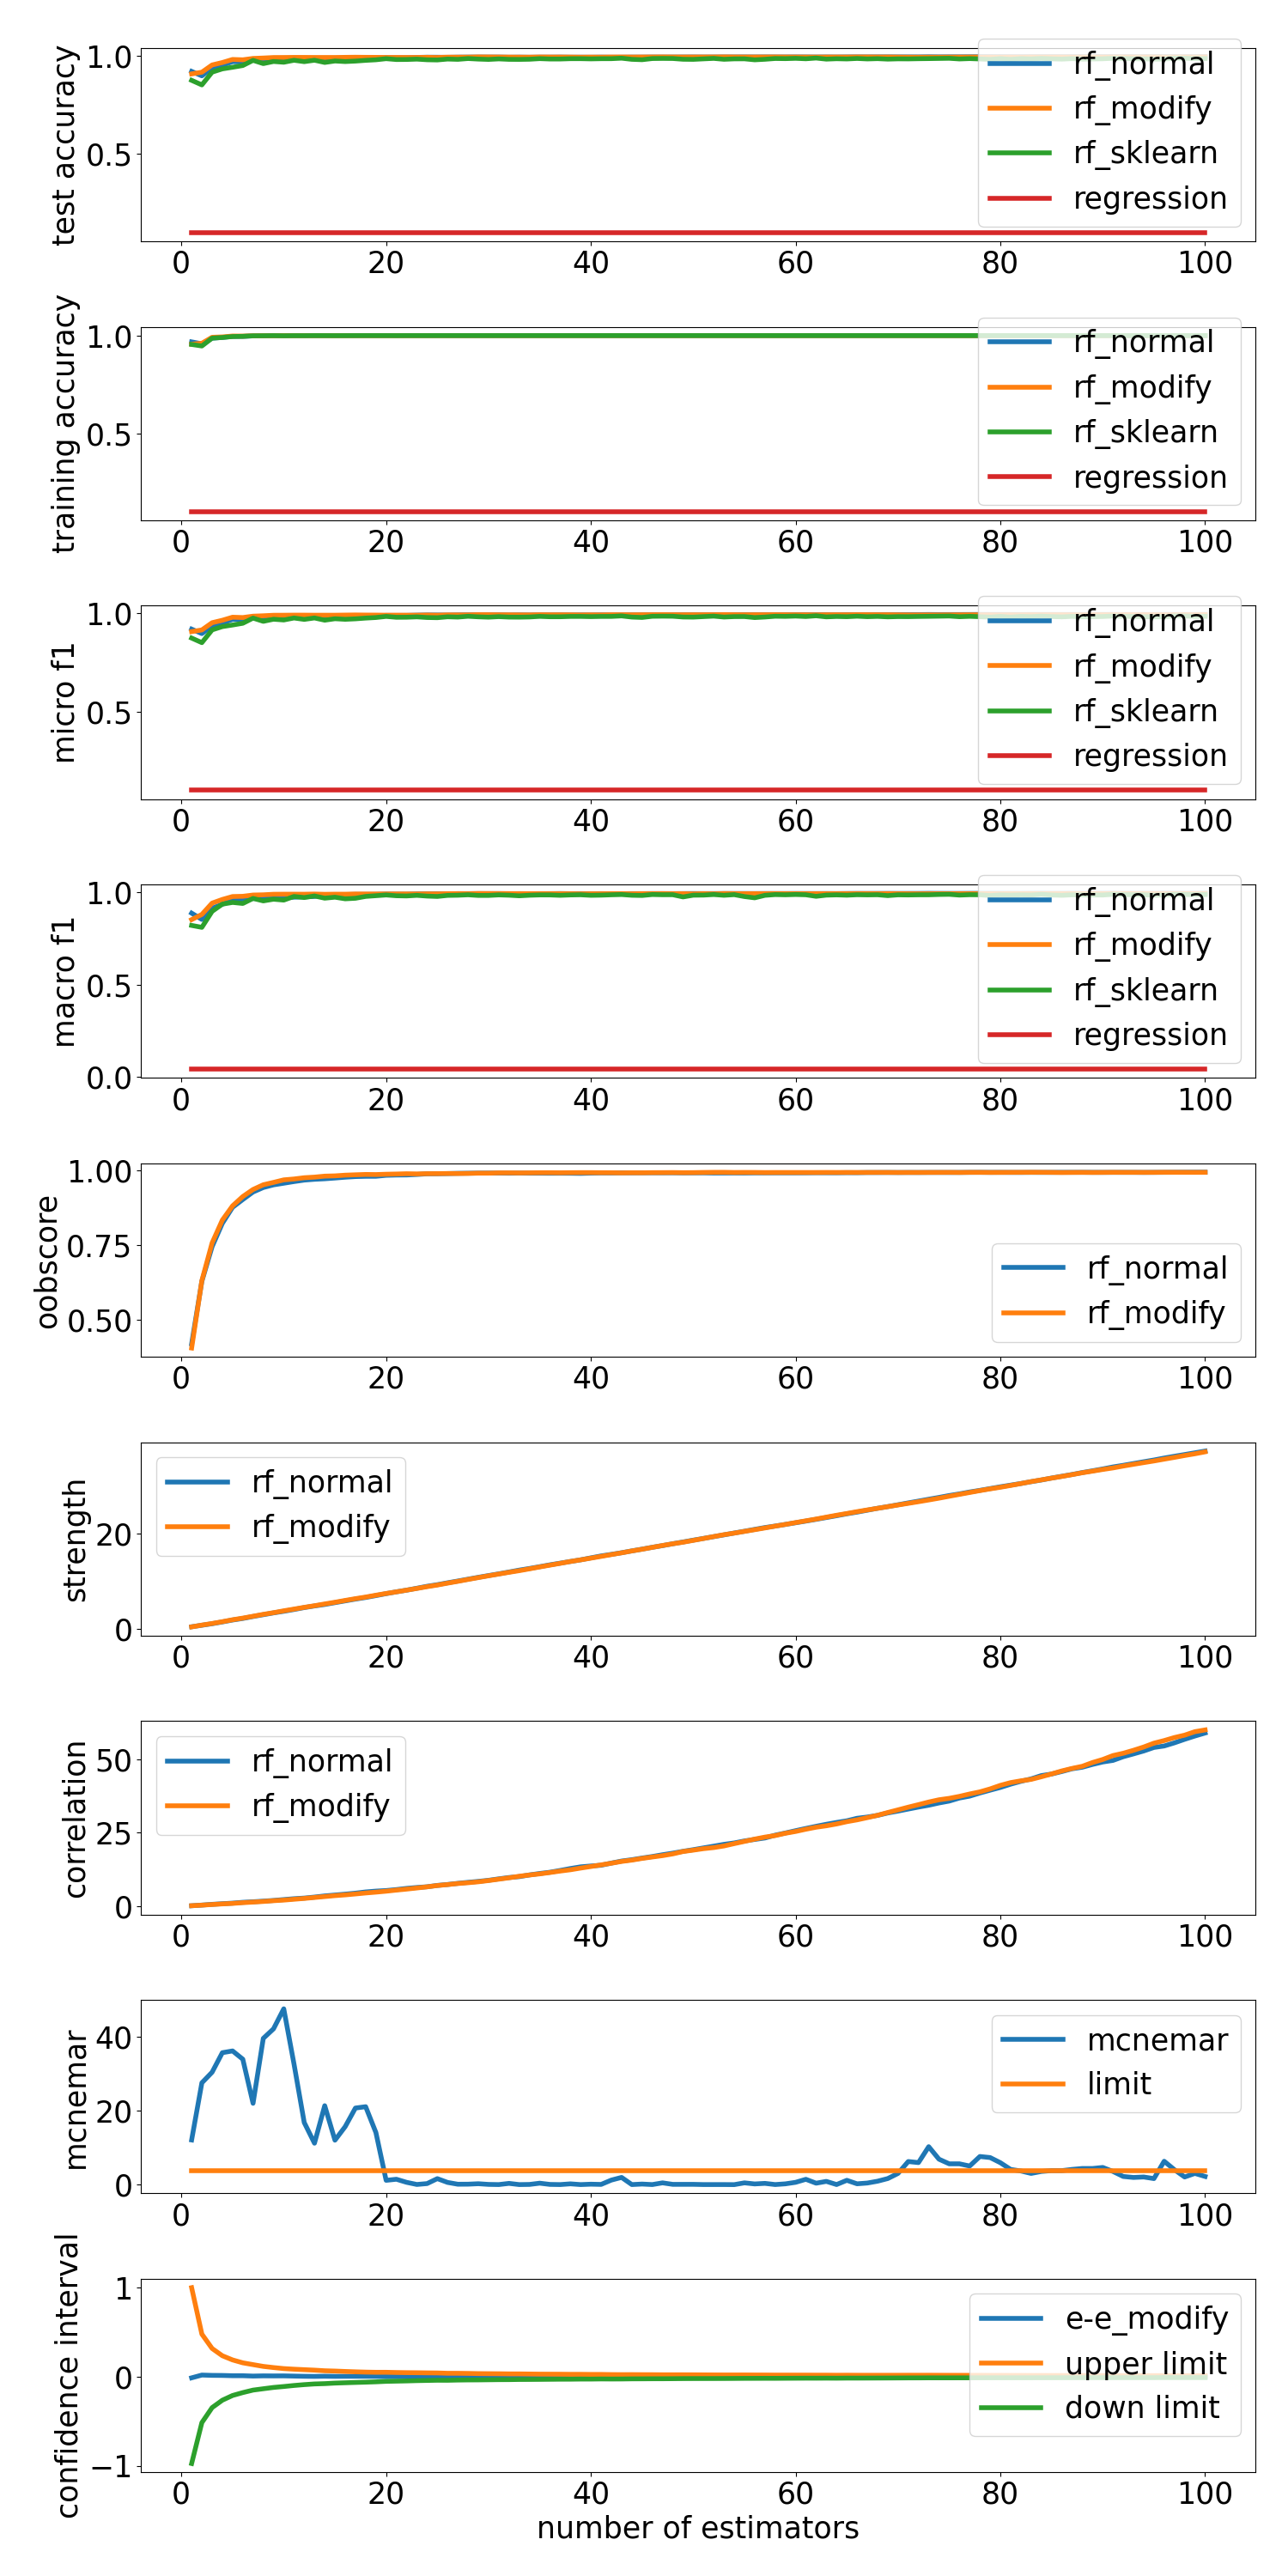 test accuracy
1.0
0.5
rf_normal
rf_modify
rf_sklearn
regression
0 20 40 60 80 100
training accuracy
1.0
0.5
rf_normal
rf_modify
rf_sklearn
regression
0 20 40 60 80 100
micro f1
1.0
0.5
rf_normal
rf_modify
rf_sklearn
regression
0 20 40 60 80 100
macro f1
1.0
0.5
0.0
rf_normal
rf_modify
rf_sklearn
regression
0 20 40 60 80 100
oobscore
1.00
0.75
0.50
rf_normal
rf_modify
0 20 40 60 80 100
strength
20
0
rf_normal
rf_modify
0 20 40 60 80 100
correlation
50
25
0
rf_normal
rf_modify
0 20 40 60 80 100
mcnemar
40
20
0
mcnemar
limit
0 20 40 60 80 100
confidence interval
1
0
−1
e-e_modify
upper limit
down limit
0 20 40 60 80 100
number of estimators